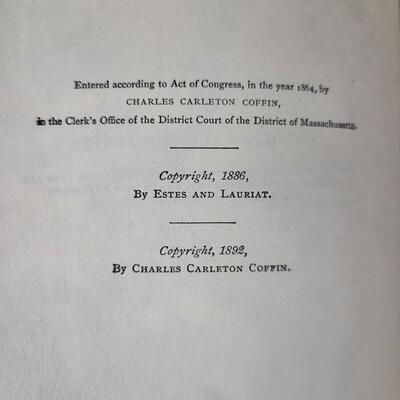 Entered according to Act of Congress, in the year 1864, by
CHARLES CARLETON COFFIN,
in the Clerk's Office of the District Court of the District of Massachusetts.
Copyright, 1886,
By Estes and Lauriat.
Copyright, 1892,
By Charles Carleton Coffin.